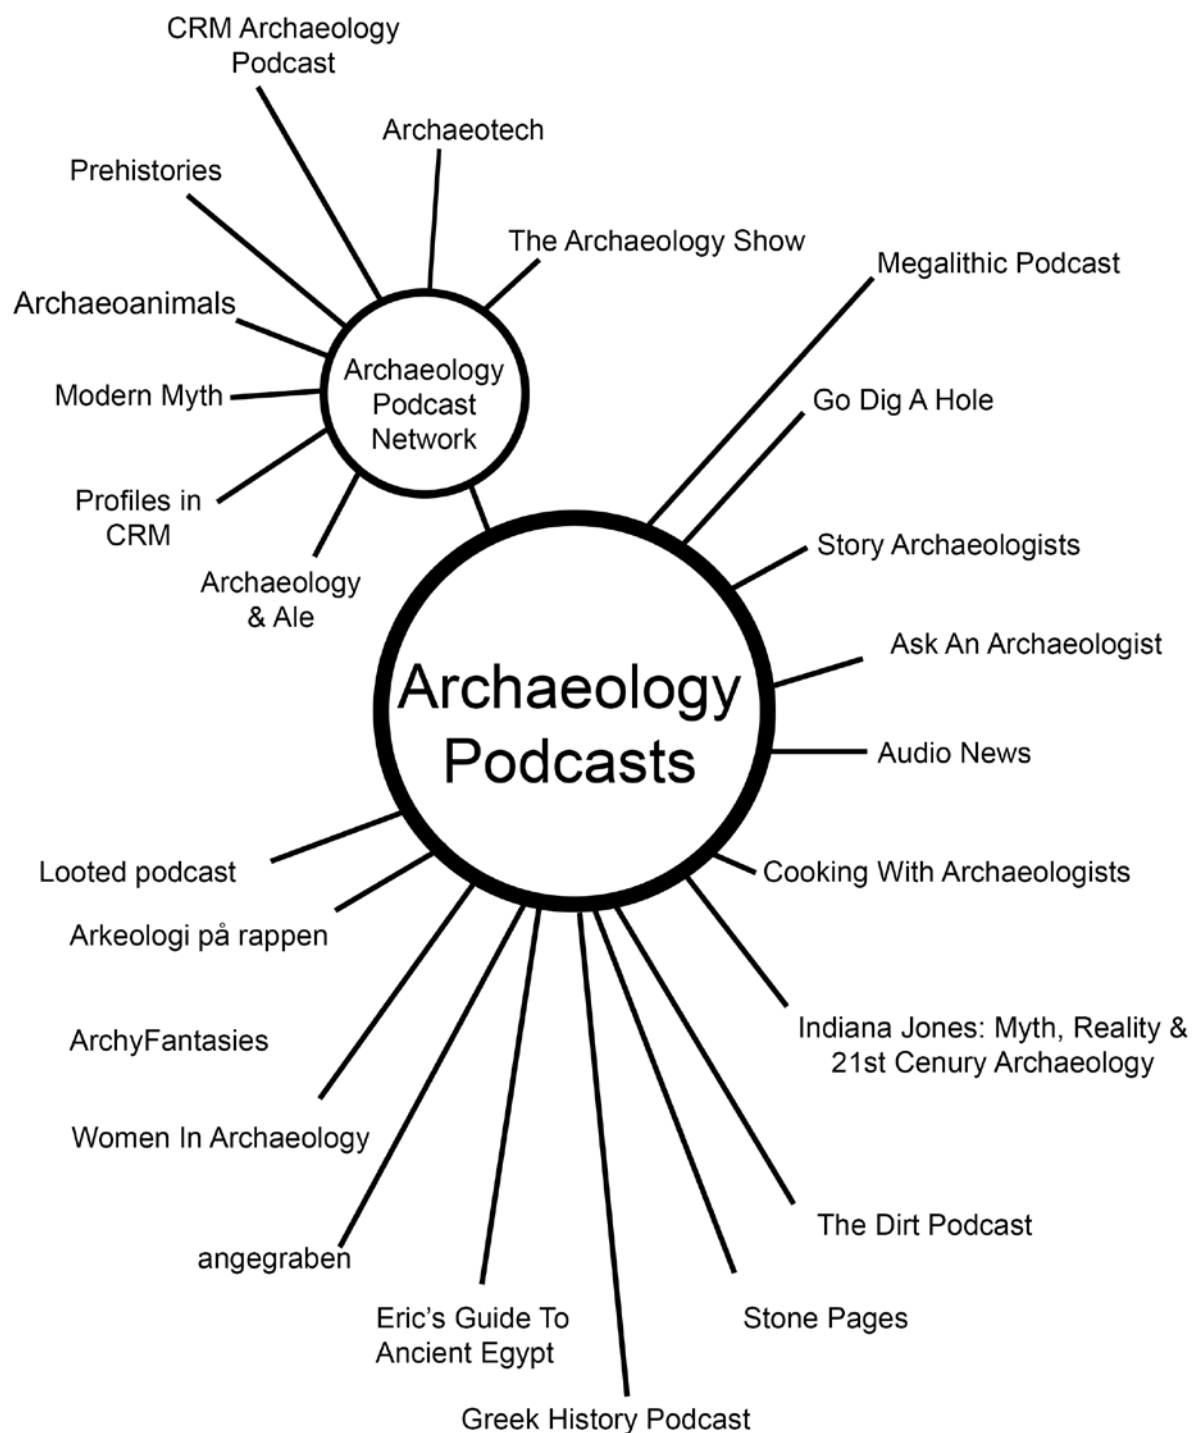 CRM Archaeology
Podcast
Archaeotech
Prehistories
The Archaeology Show
Megalithic Podcast
Archaeoanimals
Archaeology
Podcast
Network
Modern Myth
Go Dig A Hole
Profiles in
CRM
Story Archaeologists
Archaeology
& Ale
Ask An Archaeologist
Archaeology
Podcasts
Audio News
Looted podcast
Cooking With Archaeologists
Arkeologi på rappen
ArchyFantasies
Indiana Jones: Myth, Reality &
21st Cenury Archaeology
Women In Archaeology
The Dirt Podcast
angegraben
Eric’s Guide To
Ancient Egypt
Stone Pages
Greek History Podcast